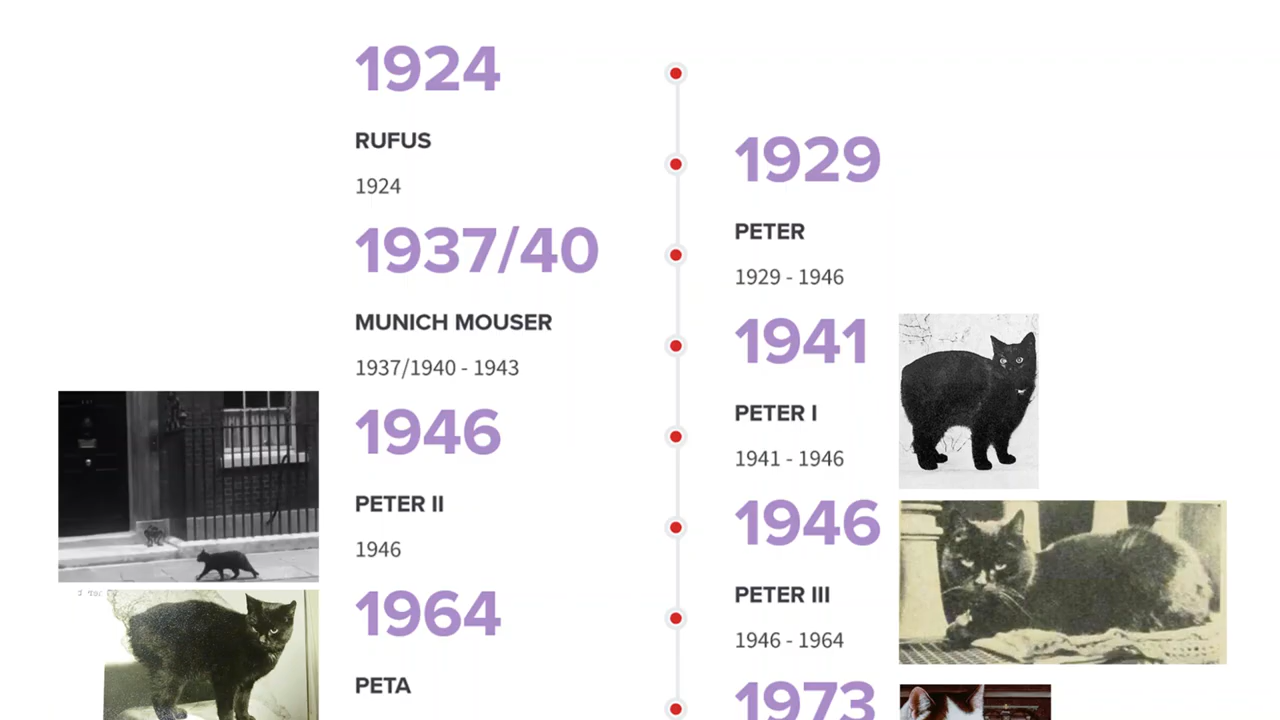 1924
RUFUS
1924
1929
PETER
1929 - 1946
1937/40
MUNICH MOUSER
1937/1940 - 1943
1941
PETER I
1941 - 1946
1946
PETER II
1946
1946
PETER III
1946 - 1964
1964
PETA
1973